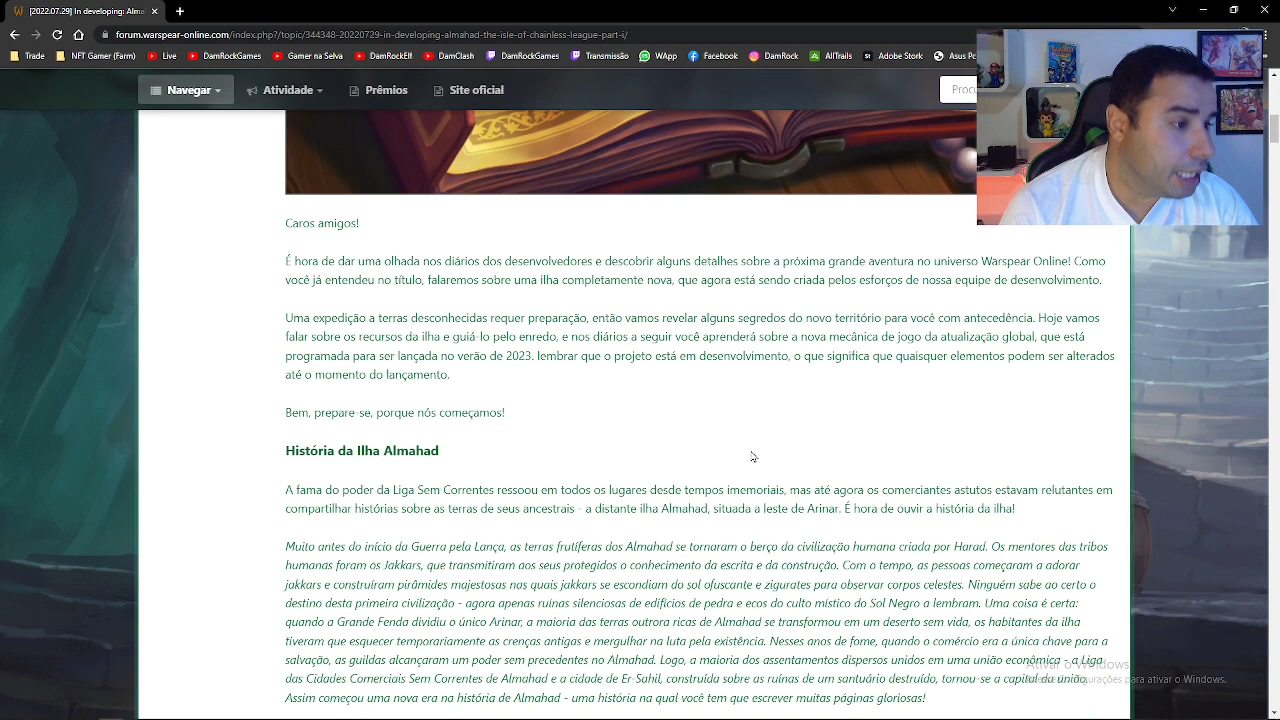 [2022.07.29] Almahad
forum.warspear-online.com/index.php?/topic/344348-20220729-in-development-almahad-the-island-of-chainless-league-part-i/
Trade
NFT Gamer (Farm)
Live
Gamer na Selva
DamElvRox
DamClash
DamRockGames
Transmissão
WApp
Facebook
DamRock
AllTieup
Adobe Stork
Asus Pe
Navegar
Atividade
Prêmios
Site oficial
Procu
Caros amigos!
É hora de dar uma olhada nos diários dos desenvolvedores e descobrir alguns detalhes sobre a próxima grande aventura no universo Warspear Online! Como
você já entendeu no título, falaremos sobre uma ilha completamente nova, que agora está sendo criada pelos esforços de nossa equipe de desenvolvimento.
Uma expedição a terras desconhecidas requer preparação, então vamos revelar alguns segredos do novo território para você com antecedência. Hoje vamos
falar sobre os recursos da ilha e guiá-lo pelo enredo, e nos diários a seguir você aprenderá sobre a nova mecânica de jogo da atualização global, que está
programada para ser lançada no verão de 2023. lembrar que o projeto está em desenvolvimento, o que significa que quaisquer elementos podem ser alterados
até o momento do lançamento.
Bem, prepare-se, porque nós começamos!
História da Ilha Almahad
A fama do poder da Liga Sem Correntes ressoou em todos os lugares desde tempos imemoriais, mas até agora os comerciantes astutos estavam relutantes em
compartilhar histórias sobre as terras de seus ancestrais - a distante ilha Almahad, situada a leste de Arinar. É hora de ouvir a história da ilha!
Muito antes do início da Guerra pela Lança, as terras frutíferas dos Almahad se tornaram o berço da civilização humana criada por Harad. Os mentores das tribos
humanas foram os Jakkars, que transmitiram aos seus protegidos o conhecimento da escrita e da construção. Com o tempo, as pessoas começaram a adorar
jakkars e construíram pirâmides majestosas nas quais jakkars se escondiam do sol ofuscante e zigurates para observar corpos celestes. Ninguém sabe ao certo o
destino desta primeira civilização - agora apenas ruínas silenciosas de edifícios de pedra e ecos do culto místico do Sol Negro a lembram. Uma coisa é certa:
quando a Grande Fenda dividiu o unido Arinar, a maioria das terras outrora ricas de Almahad se transformou em um deserto sem vida, os habitantes da ilha
tiveram que esquecer temporariamente as crenças antigas e mergulhar na luta pela existência. Nesses anos de fome, quando o comércio era a única chave para a
salvação, as guildas alcançaram um poder sem precedentes no Almahad. Logo, a maioria dos assentamentos dispersos unidos em uma união econômica - a Liga
das Cidades Comerciais Sem Correntes de Almahad e a cidade de Er-Sahil, construída sobre as ruínas de um santuário destruído, tornou-se a capital da união.
Assim começou uma nova era na história de Almahad - uma história na qual você tem que escrever muitas páginas gloriosas!
Ativar o Windows
Acesse Configurações para ativar o Windows.